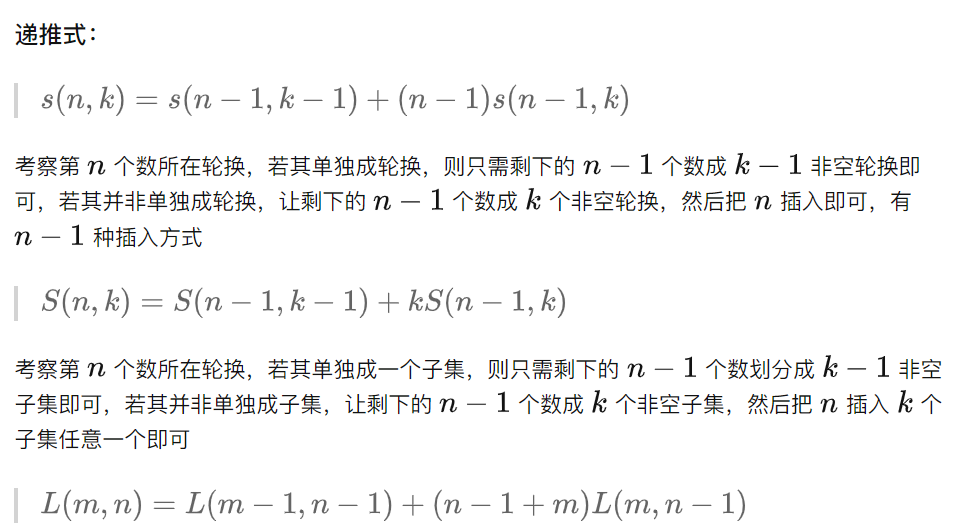 递推式：
s(n, k) = s(n − 1, k − 1) + (n − 1)s(n − 1, k)
考察第 n 个数所在轮换，若其单独成轮换，则只需剩下的 n − 1 个数成 k − 1 非空轮换即
可，若其并非单独成轮换，让剩下的 n − 1 个数成 k 个非空轮换，然后把 n 插入即可，有
n − 1 种插入方式
S(n, k) = S(n − 1, k − 1) + kS(n − 1, k)
考察第 n 个数所在轮换，若其单独成一个子集，则只需剩下的 n − 1 个数划分成 k − 1 非空
子集即可，若其并非单独成子集，让剩下的 n − 1 个数成 k 个非空子集，然后把 n 插入 k 个
子集任意一个即可
L(m, n) = L(m − 1, n − 1) + (n − 1 + m)L(m, n − 1)